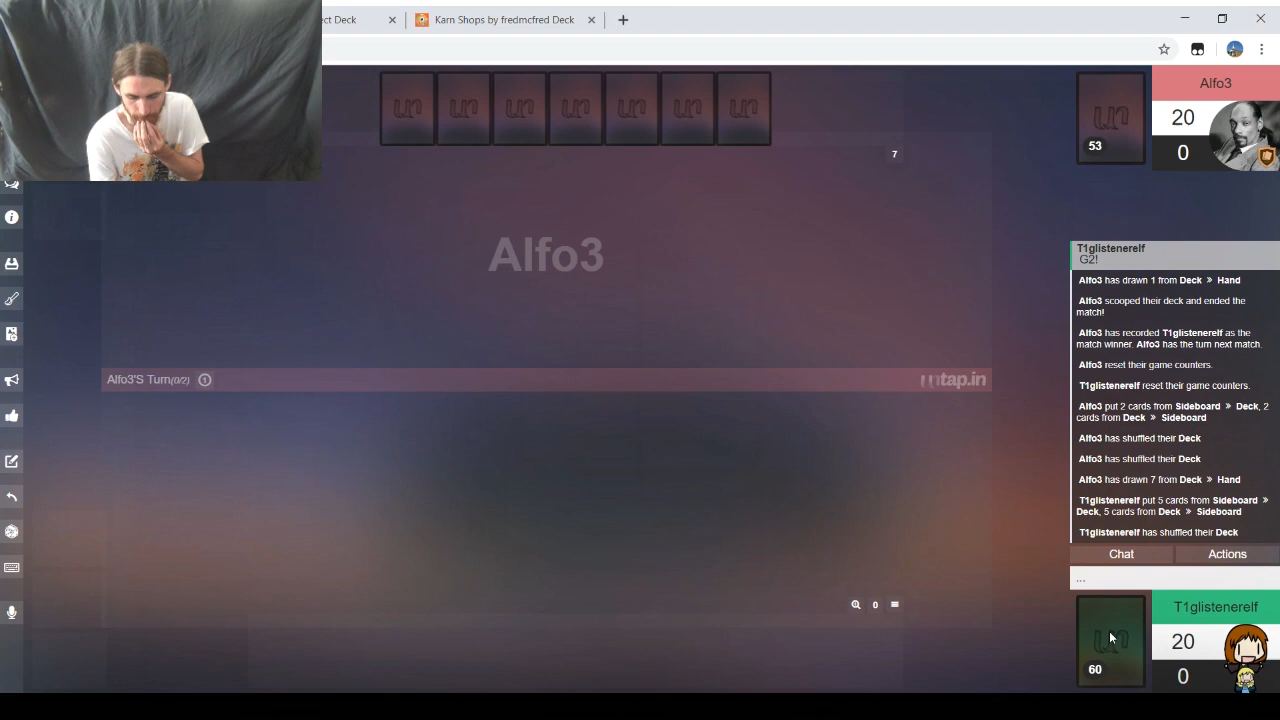 ect Deck
Karn Shops by fredmcfred Deck
Alfo3
20
0
53
7
Alfo3
Alfo3'S Turn(0/2) 1
untap.in
T1glistenerelf
G2!
Alfo3 has drawn 1 from Deck » Hand
Alfo3 scooped their deck and ended the
match!
Alfo3 has recorded T1glistenerelf as the
match winner. Alfo3 has the turn next match.
Alfo3 reset their game counters.
T1glistenerelf reset their game counters.
Alfo3 put 2 cards from Sideboard » Deck, 2
cards from Deck » Sideboard
Alfo3 has shuffled their Deck
Alfo3 has shuffled their Deck
Alfo3 has drawn 7 from Deck » Hand
T1glistenerelf put 5 cards from Sideboard »
Deck, 5 cards from Deck » Sideboard
T1glistenerelf has shuffled their Deck
Chat
Actions
...
0
T1glistenerelf
20
0
60